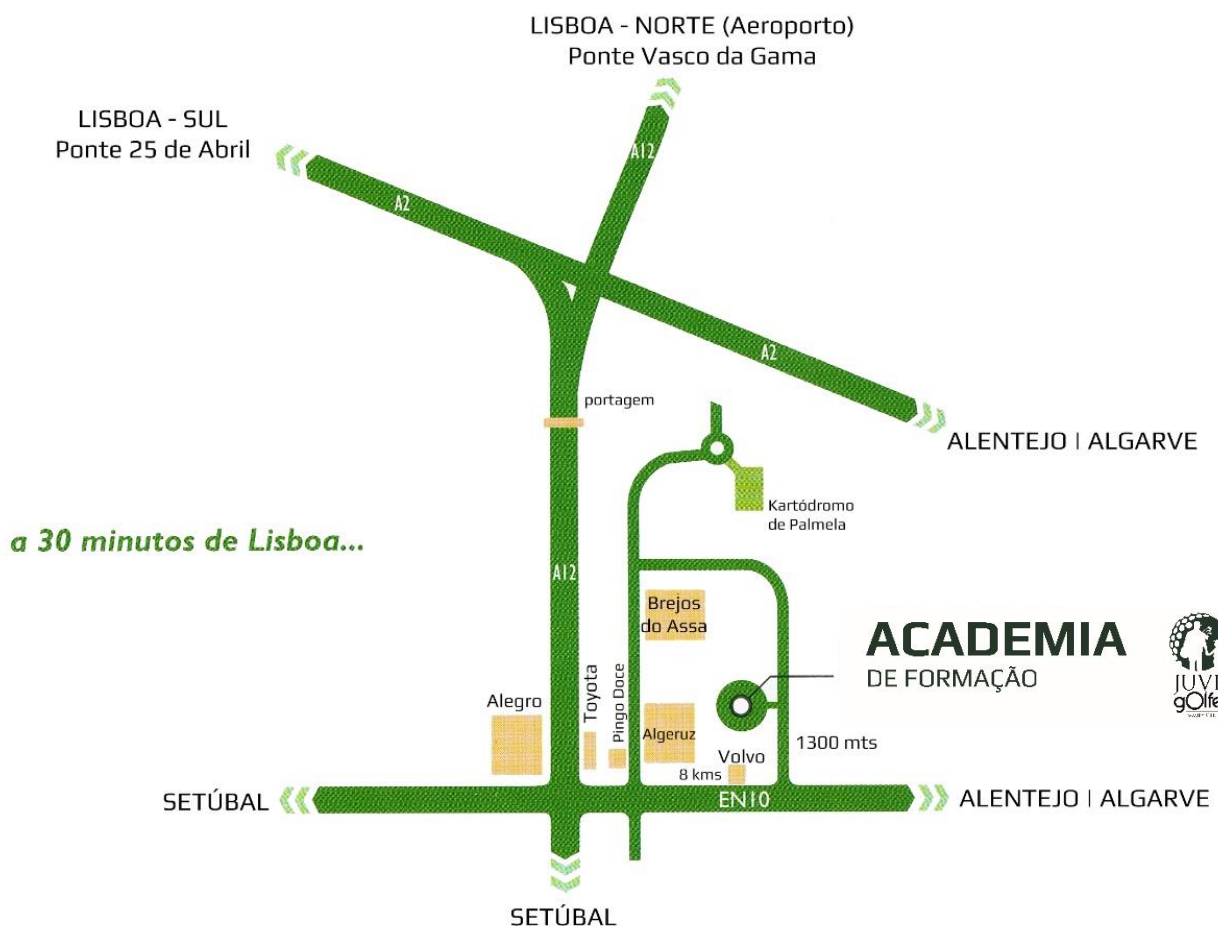 LISBOA - NORTE (Aeroporto)
Ponte Vasco da Gama
LISBOA - SUL
Ponte 25 de Abril
A12
A2
A2
portagem
ALENTEJO | ALGARVE
Kartódromo
de Palmela
a 30 minutos de Lisboa...
A12
Brejos
do Assa
ACADEMIA
DE FORMAÇÃO
JUVE
golfe
Alegro
Toyota
Pingo Doce
Algeruz
1300 mts
Volvo
8 kms
SETÚBAL
EN10
ALENTEJO | ALGARVE
SETÚBAL